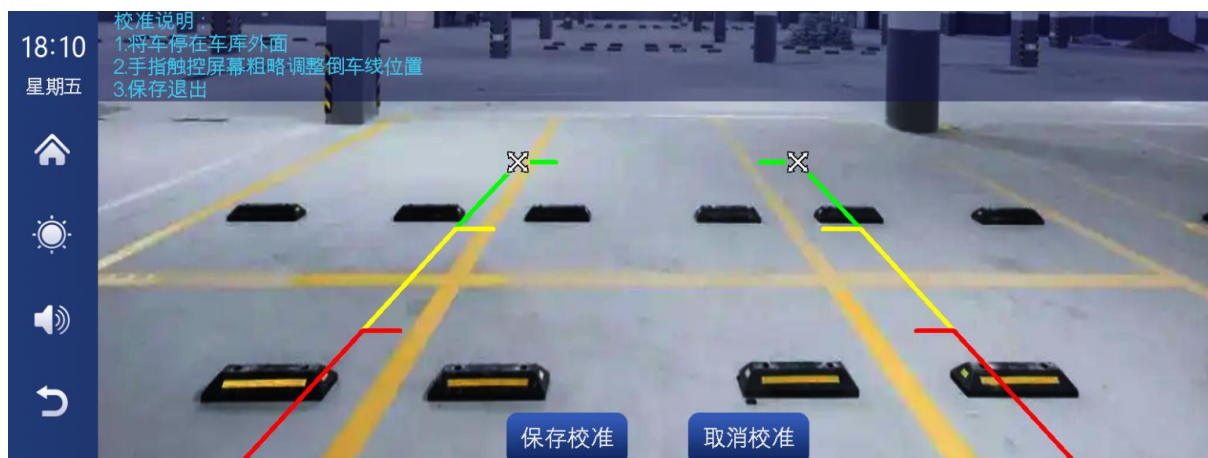 18:10
星期五
校准说明：
1.将车停在车库外面
2.手指触控屏幕粗略调整倒车线位置
3.保存退出
保存校准
取消校准